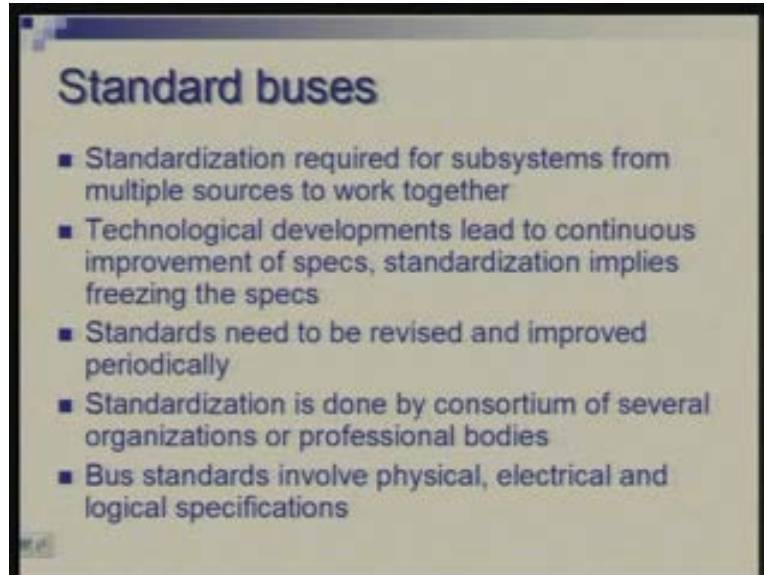 Standard buses
■ Standardization required for subsystems from
multiple sources to work together
■ Technological developments lead to continuous
improvement of specs, standardization implies
freezing the specs
■ Standards need to be revised and improved
periodically
■ Standardization is done by consortium of several
organizations or professional bodies
■ Bus standards involve physical, electrical and
logical specifications